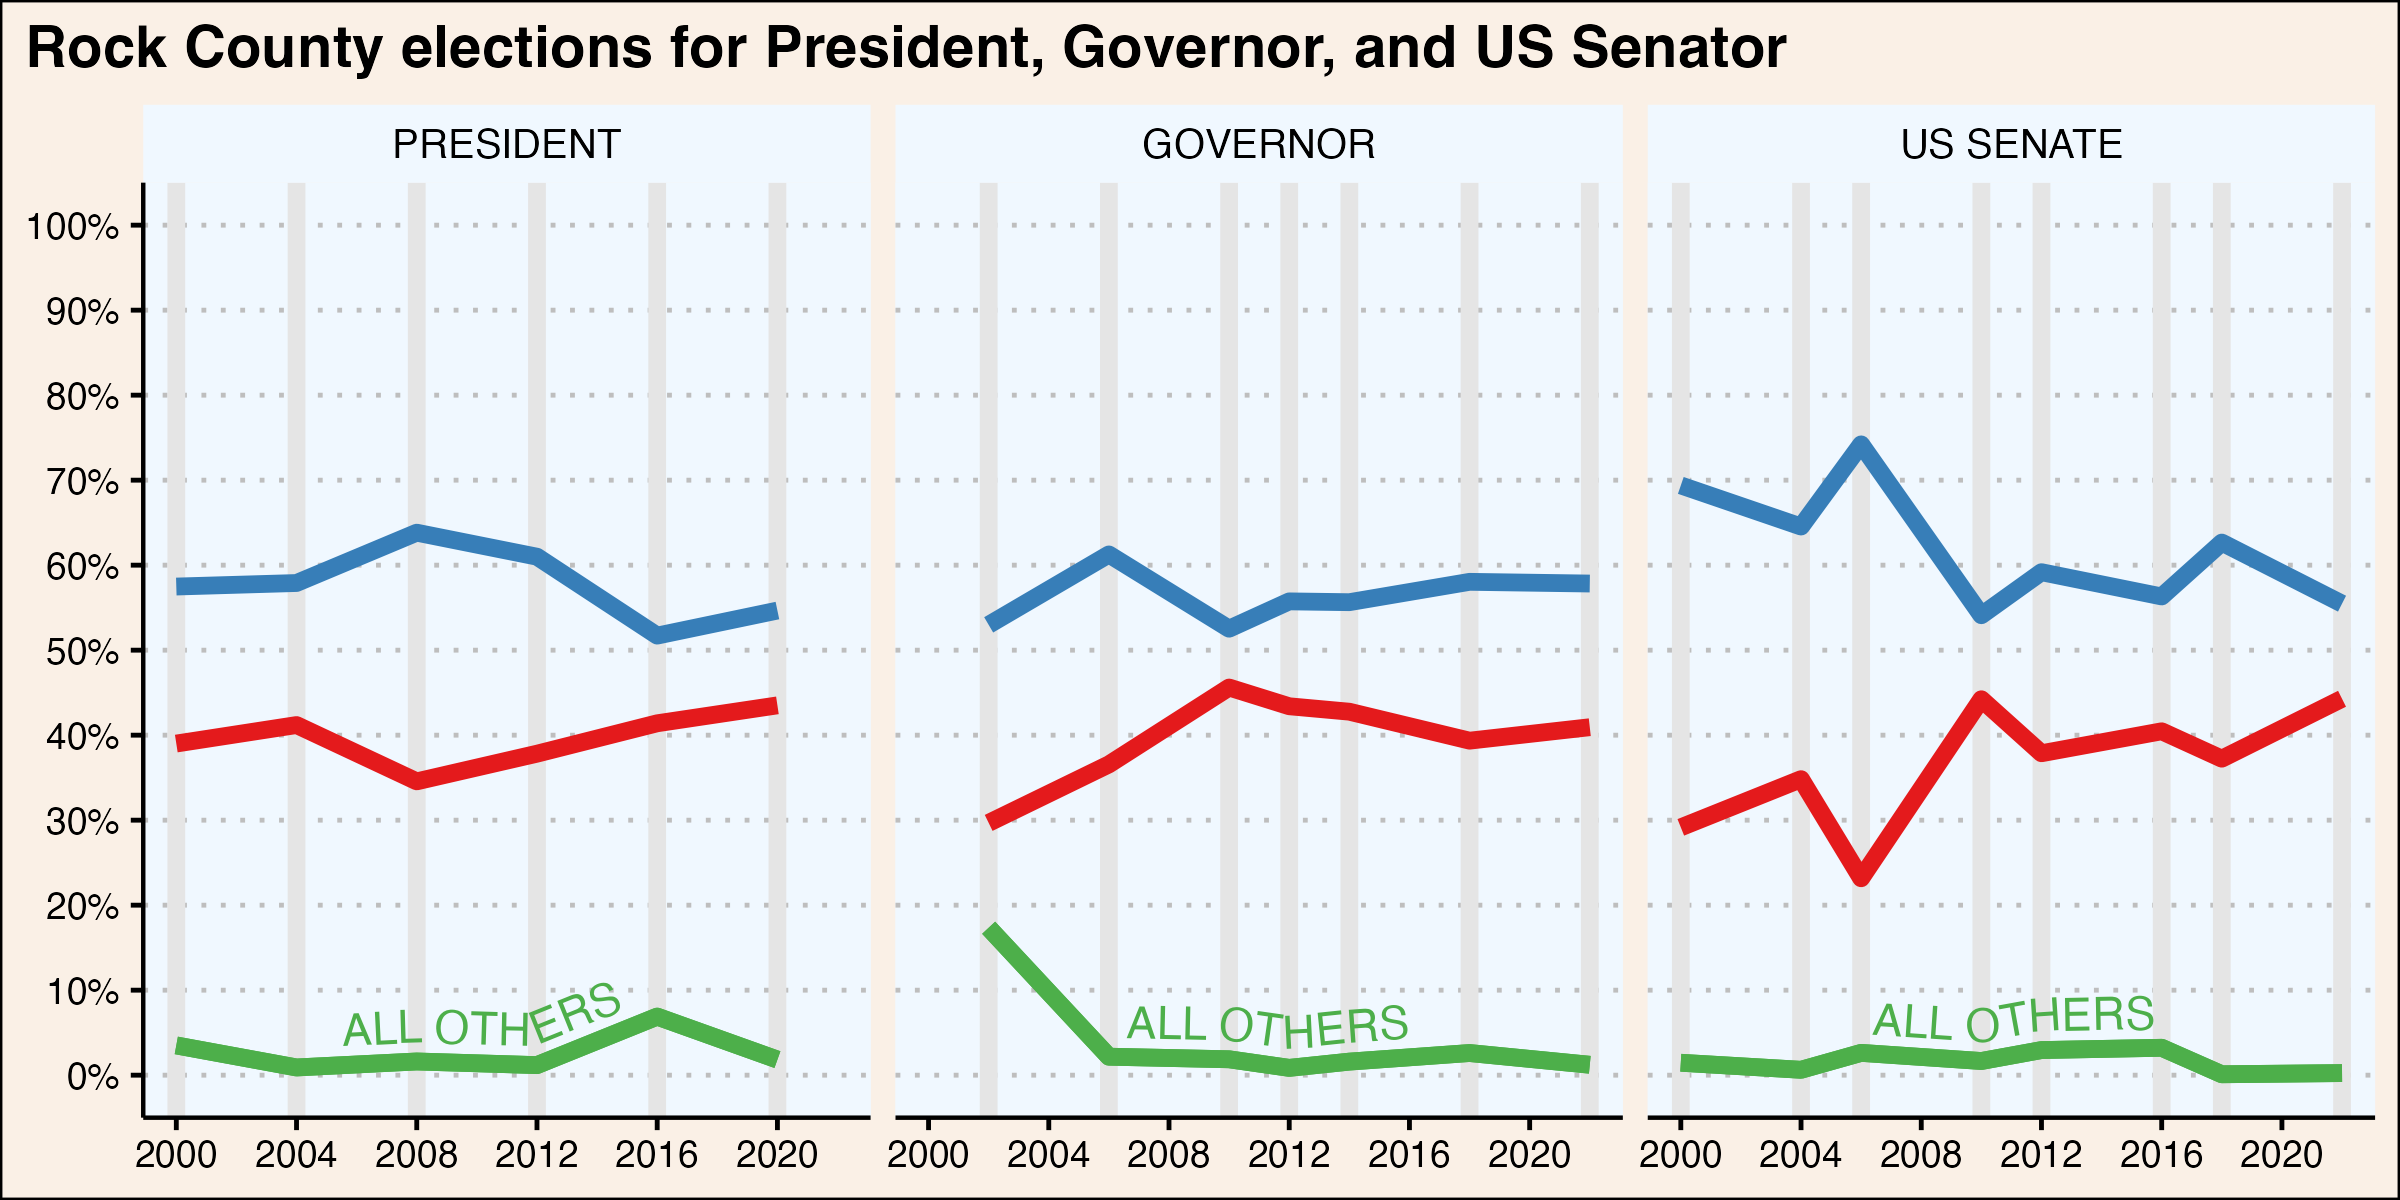 Rock County elections for President, Governor, and US Senator
PRESIDENT
GOVERNOR
US SENATE
100%
90%
80%
70%
60%
50%
40%
30%
20%
10%
0%
ALL OTHERS
ALL OTHERS
ALL OTHERS
2000 2004 2008 2012 2016 2020
2000 2004 2008 2012 2016 2020
2000 2004 2008 2012 2016 2020